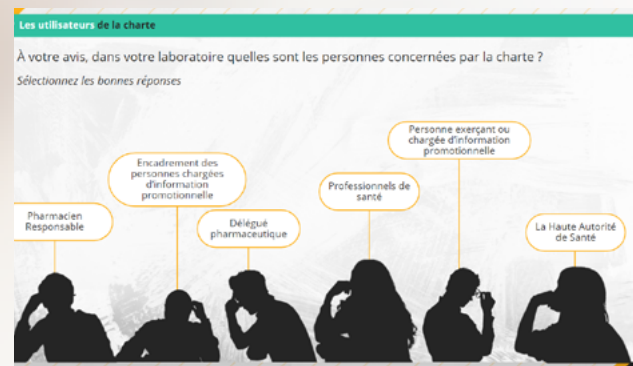 Les utilisateurs de la charte
À votre avis, dans votre laboratoire quelles sont les personnes concernées par la charte ?
Sélectionnez les bonnes réponses
Pharmacien
Responsable
Encadrement des
personnes chargées
d'information
promotionnelle
Délégué
pharmaceutique
Professionnels de
santé
Personne exerçant ou
chargée d'information
promotionnelle
La Haute Autorité
de Santé